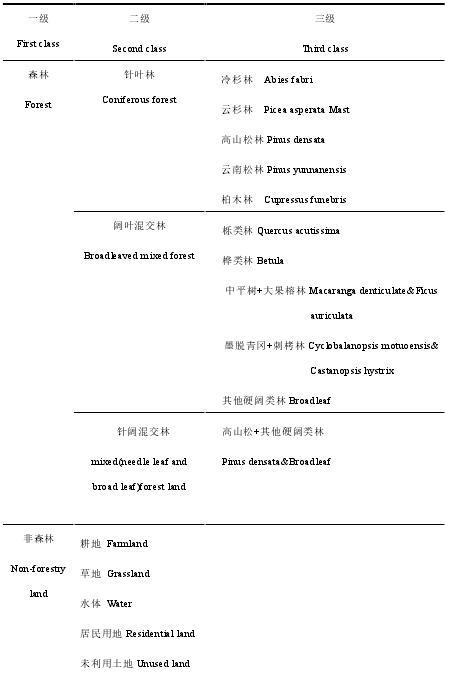 一级 二级 三级
First class Second class Third class
森林 针叶林 冷杉林 Abies fabri
Forest Coniferous forest
云杉林 Picea asperata Mast
高山松林 Pinus densata
云南松林 Pinus yunnanensis
柏木林 Cupressus funebris
阔叶混交林 栎类林 Quercus acutissima
Broadleaved mixed forest 桦类林 Betula
中平树+大果榕林 Macaranga denticulate&Ficus
auriculata
墨脱青冈+刺栲林 Cyclobalanopsis motuoensis&
Castanopsis hystrix
其他硬阔类林 Broadleaf
针阔混交林 高山松+其他硬阔类林
mixed(needle leaf and Pinus densata&Broadleaf
broad leaf)forest land
非森林 耕地 Farmland
Non-forestry 草地 Grassland
land 水体 Water
居民用地 Residential land
未利用土地 Unused land